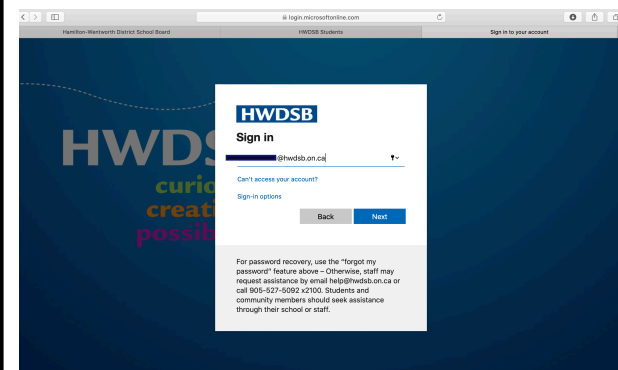 login.microsoftonline.com
Hamilton-Wentworth District School Board
HWDSB Students
Sign in to your account
HWDS
curio
creati
possib
HWDSB
Sign in
@hwdsb.on.ca
Can't access your account?
Sign-in options
Back
Next
For password recovery, use the “forgot my
password” feature above – Otherwise, staff may
request assistance by email help@hwdsb.on.ca or
call 905-527-5092 x2100. Students and
community members should seek assistance
through their school or staff.